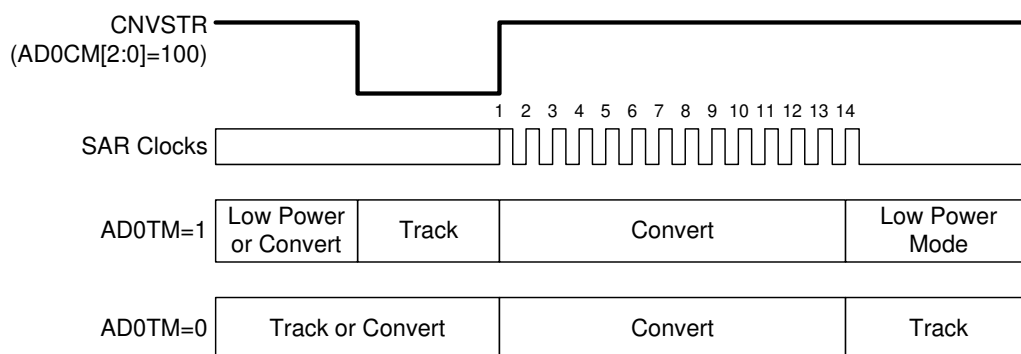 CNVSTR
(AD0CM[2:0]=100)
1 2 3 4 5 6 7 8 9 10 11 12 13 14
SAR Clocks
AD0TM=1
Low Power
or Convert
Track
Convert
Low Power
Mode
AD0TM=0
Track or Convert
Convert
Track